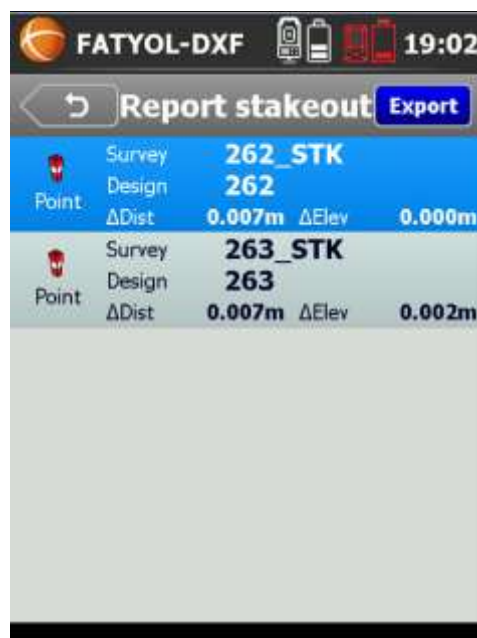 FATYOL-DXF 19:02
Report stakeout Export
Survey 262_STK
Point Design 262
ΔDist 0.007m ΔElev 0.000m
Survey 263_STK
Point Design 263
ΔDist 0.007m ΔElev 0.002m